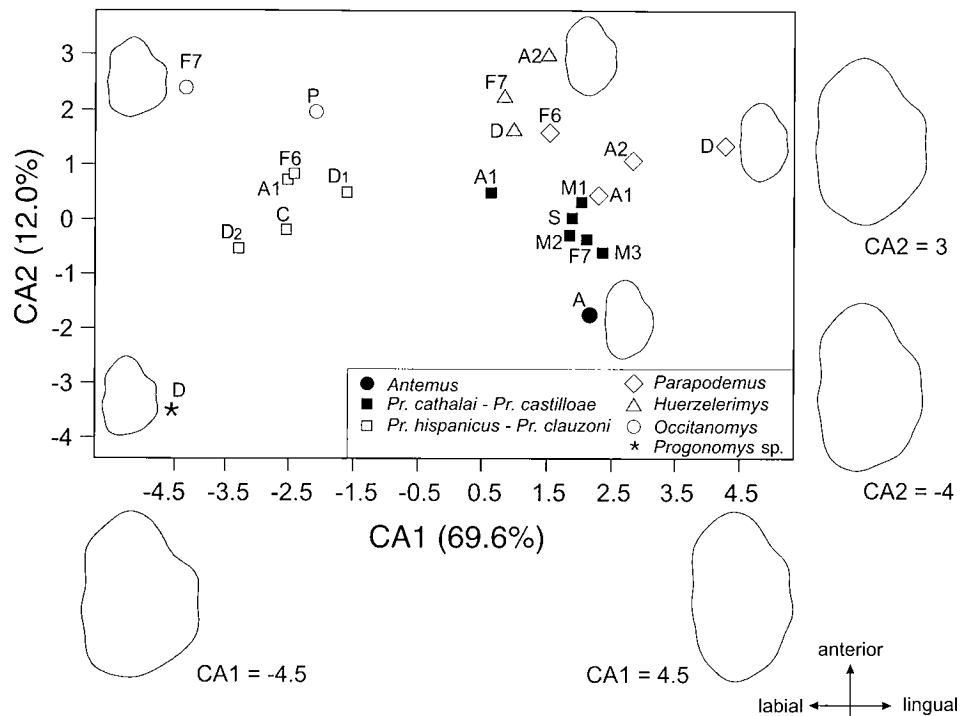 CA2 (12.0%)
3
2
1
0
-1
-2
-3
-4
F7
P
F6
A1
D1
C
D2
D
A2
F7
D
F6
A2
D
A1
A1
M1
S
M2
F7
M3
A
Antemus
Pr. cathalai - Pr. castilloae
Pr. hispanicus - Pr. clauzoni
Parapodemus
Huerzelerimys
Occitanomys
* Progonomys sp.
-4.5 -3.5 -2.5 -1.5 -0.5 0.5 1.5 2.5 3.5 4.5
CA1 (69.6%)
CA2 = 3
CA2 = -4
CA1 = -4.5
CA1 = 4.5
anterior
labial
lingual